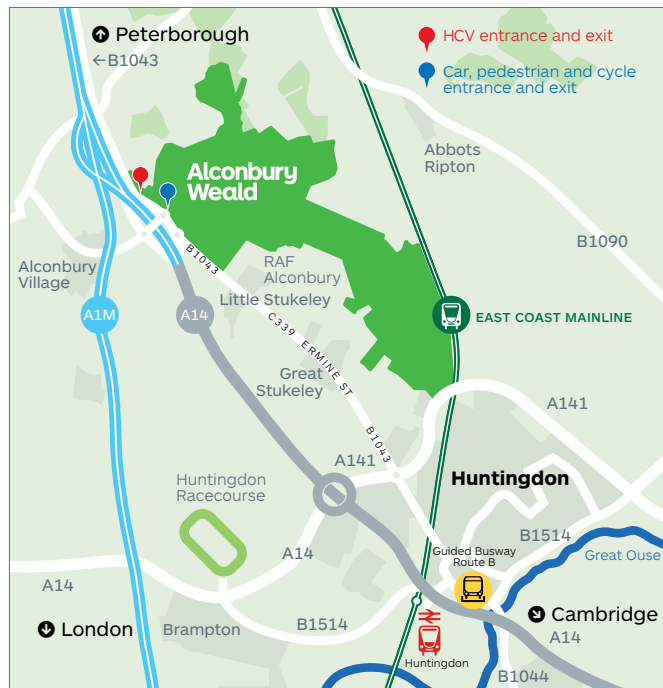 Peterborough
←B1043
HCV entrance and exit
Car, pedestrian and cycle
entrance and exit
Abbots
Ripton
Alconbury
Weald
B1090
B1043
RAF
Alconbury
Alconbury
Village
Little Stukeley
A1M
A14
EAST COAST MAINLINE
C339 ERMINE ST
Great
Stukeley
A141
B1043
A141
Huntingdon
Racecourse
Huntingdon
B1514
A14
Guided Busway
Route B
Great Ouse
A14
London
Brampton
B1514
Cambridge
A14
Huntingdon
B1044